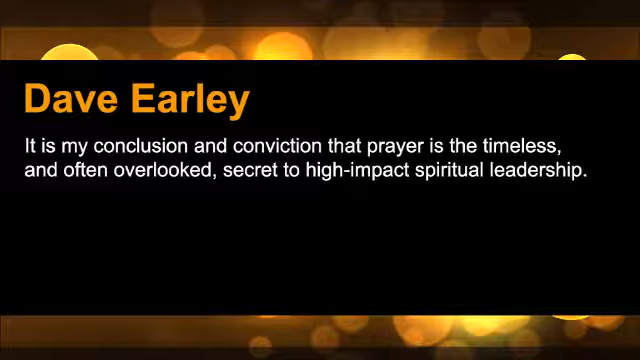 Dave Earley
It is my conclusion and conviction that prayer is the timeless,
and often overlooked, secret to high-impact spiritual leadership.